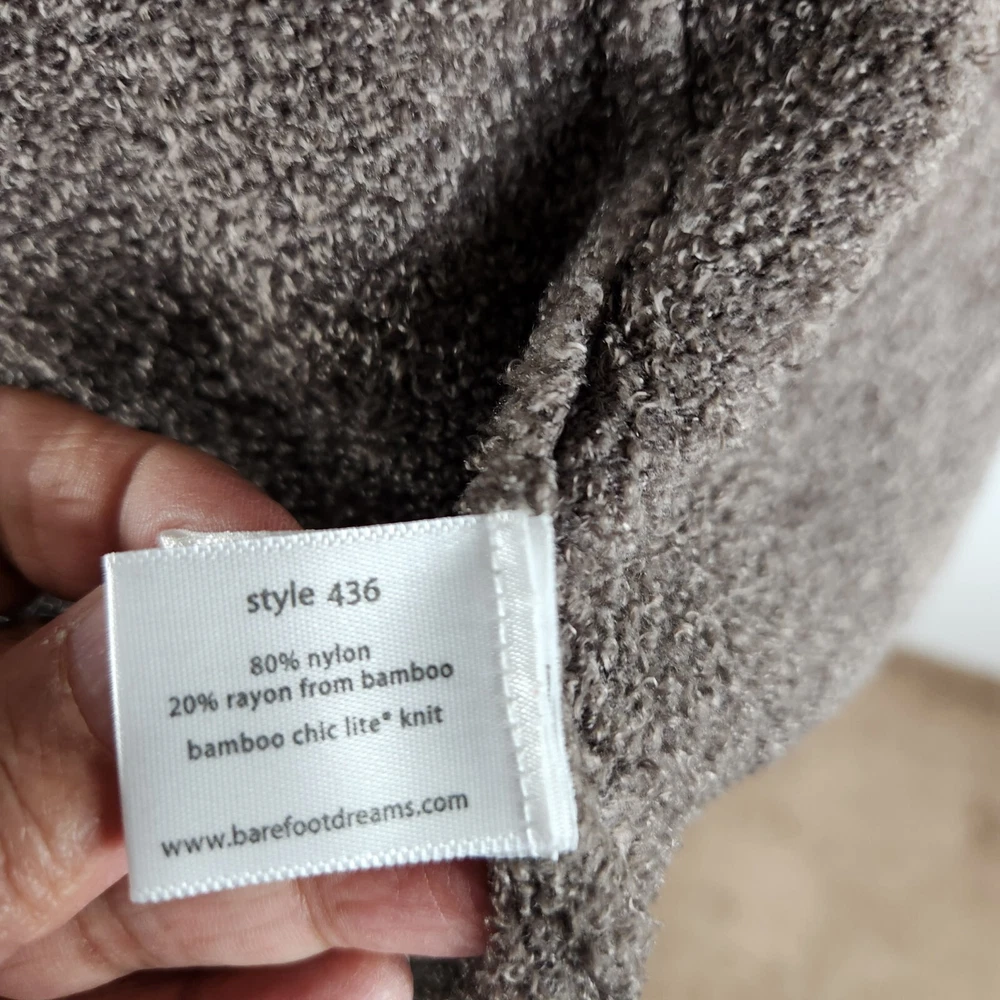 style 436
80% nylon
20% rayon from bamboo
bamboo chic lite® knit
www.barefootdreams.com